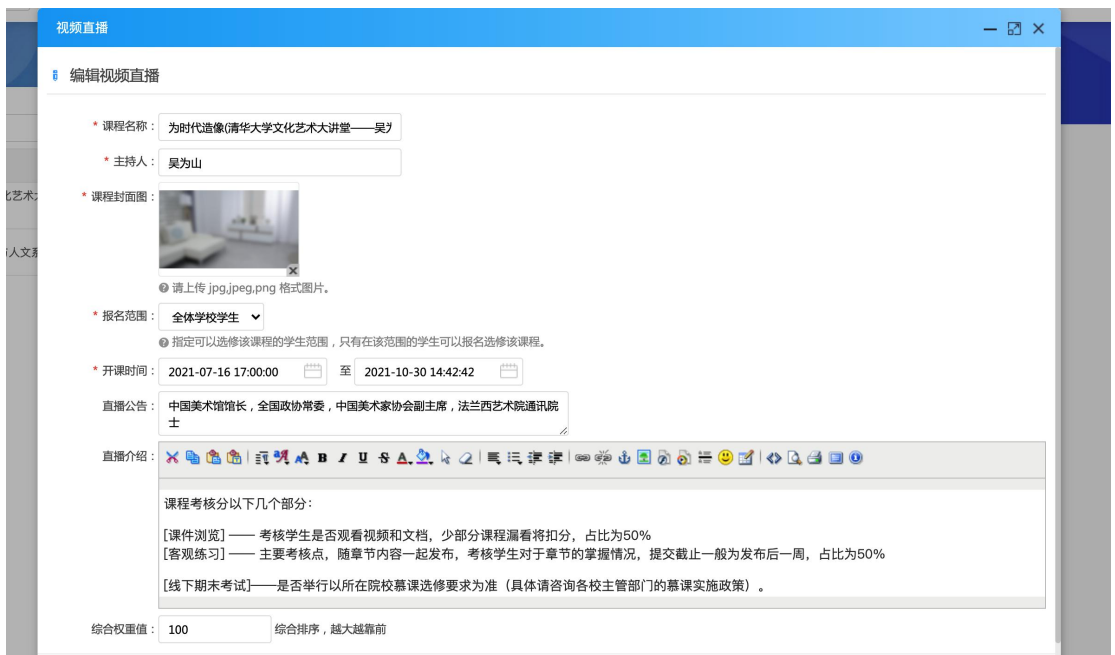 视频直播
编辑视频直播
* 课程名称： 为时代造像(清华大学文化艺术大讲堂——吴为
* 主持人： 吴为山
* 课程封面图：
请上传 jpg,jpeg,png 格式图片。
* 报名范围： 全体学校学生
指定可以选修该课程的学生范围，只有在该范围的学生可以报名选修该课程。
* 开课时间： 2021-07-16 17:00:00 至 2021-10-30 14:42:42
直播公告： 中国美术馆馆长，全国政协常委，中国美术家协会副主席，法兰西艺术院通讯院
士
直播介绍：
课程考核分以下几个部分：
[课件浏览] —— 考核学生是否观看视频和文档，少部分课程漏看将扣分，占比为50%
[客观练习] —— 主要考核点，随章节内容一起发布，考核学生对于章节的掌握情况，提交截止一般为发布后一周，占比为50%
[线下期末考试]——是否举行以所在院校慕课选修要求为准（具体请咨询各校主管部门的慕课实施政策）。
综合权重值： 100 综合排序，越大越靠前